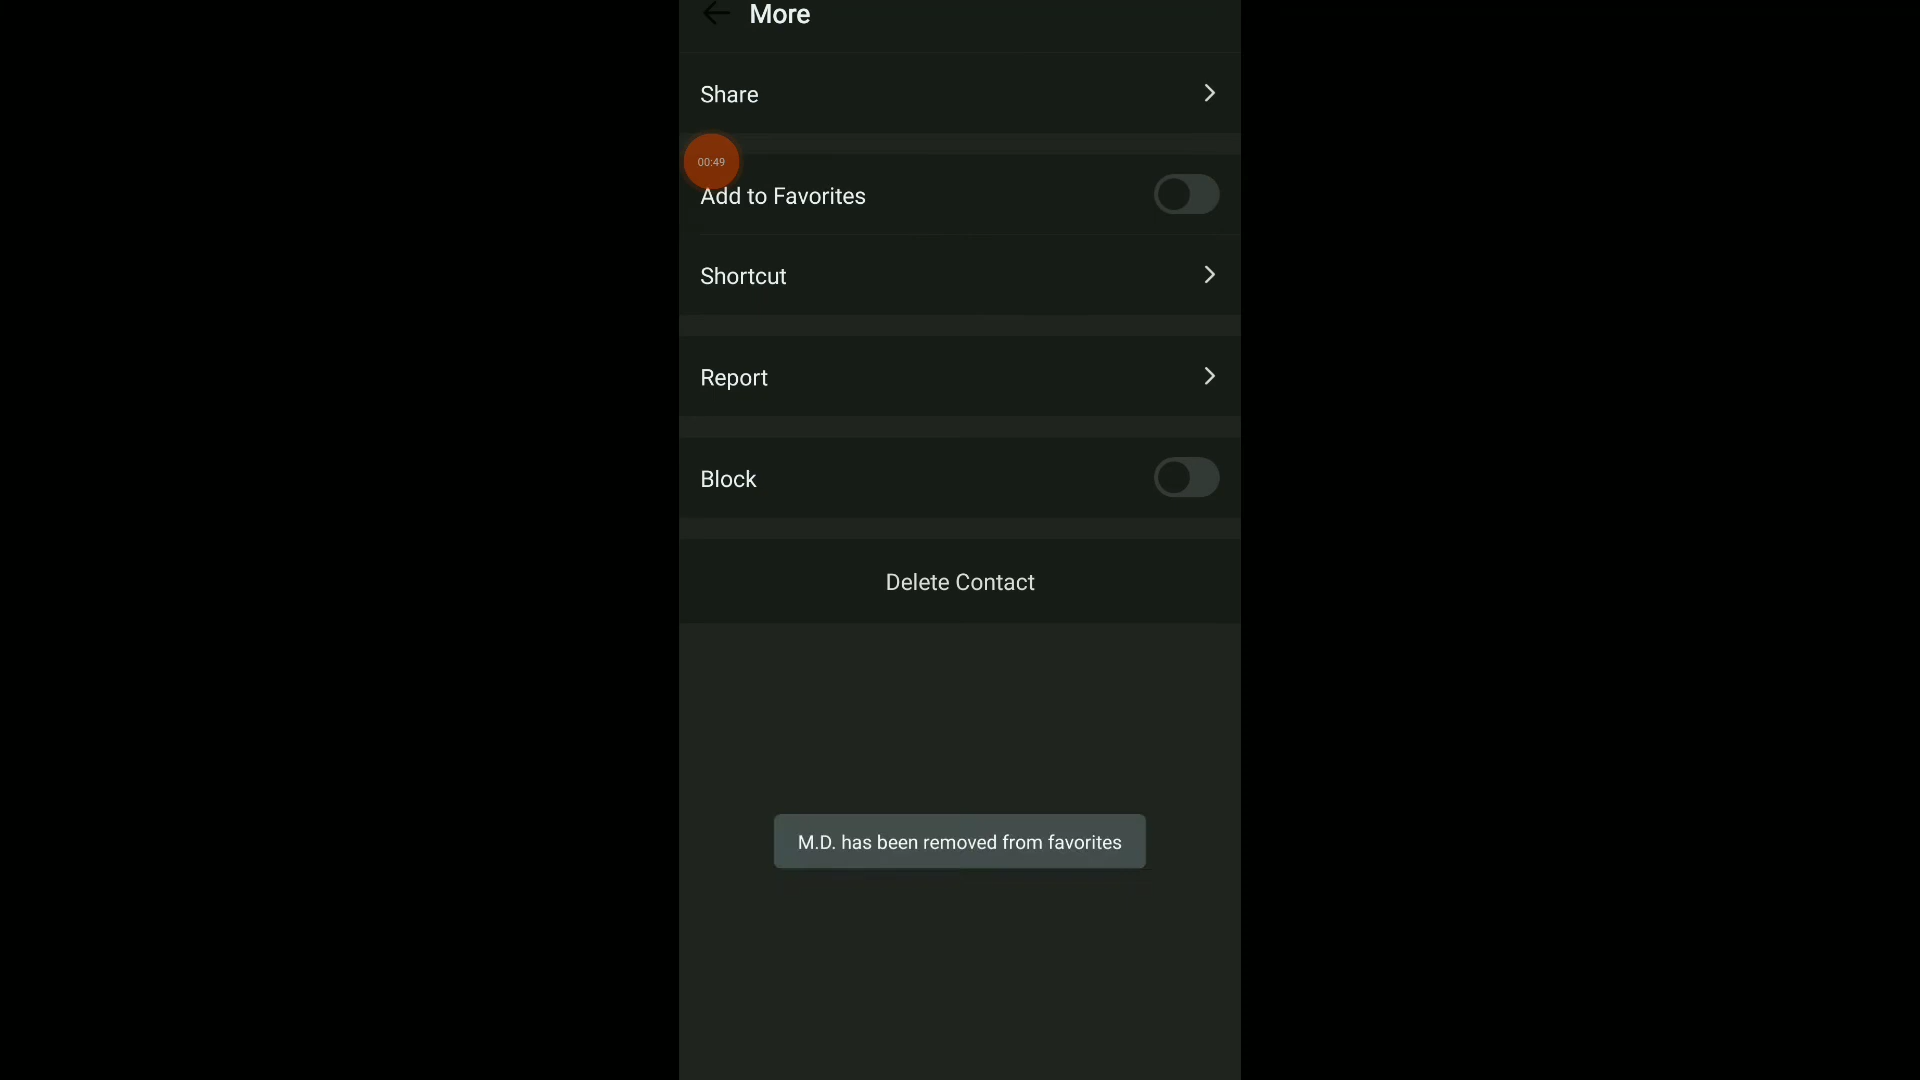 More
Share
00:49
Add to Favorites
Shortcut
Report
Block
Delete Contact
M.D. has been removed from favorites